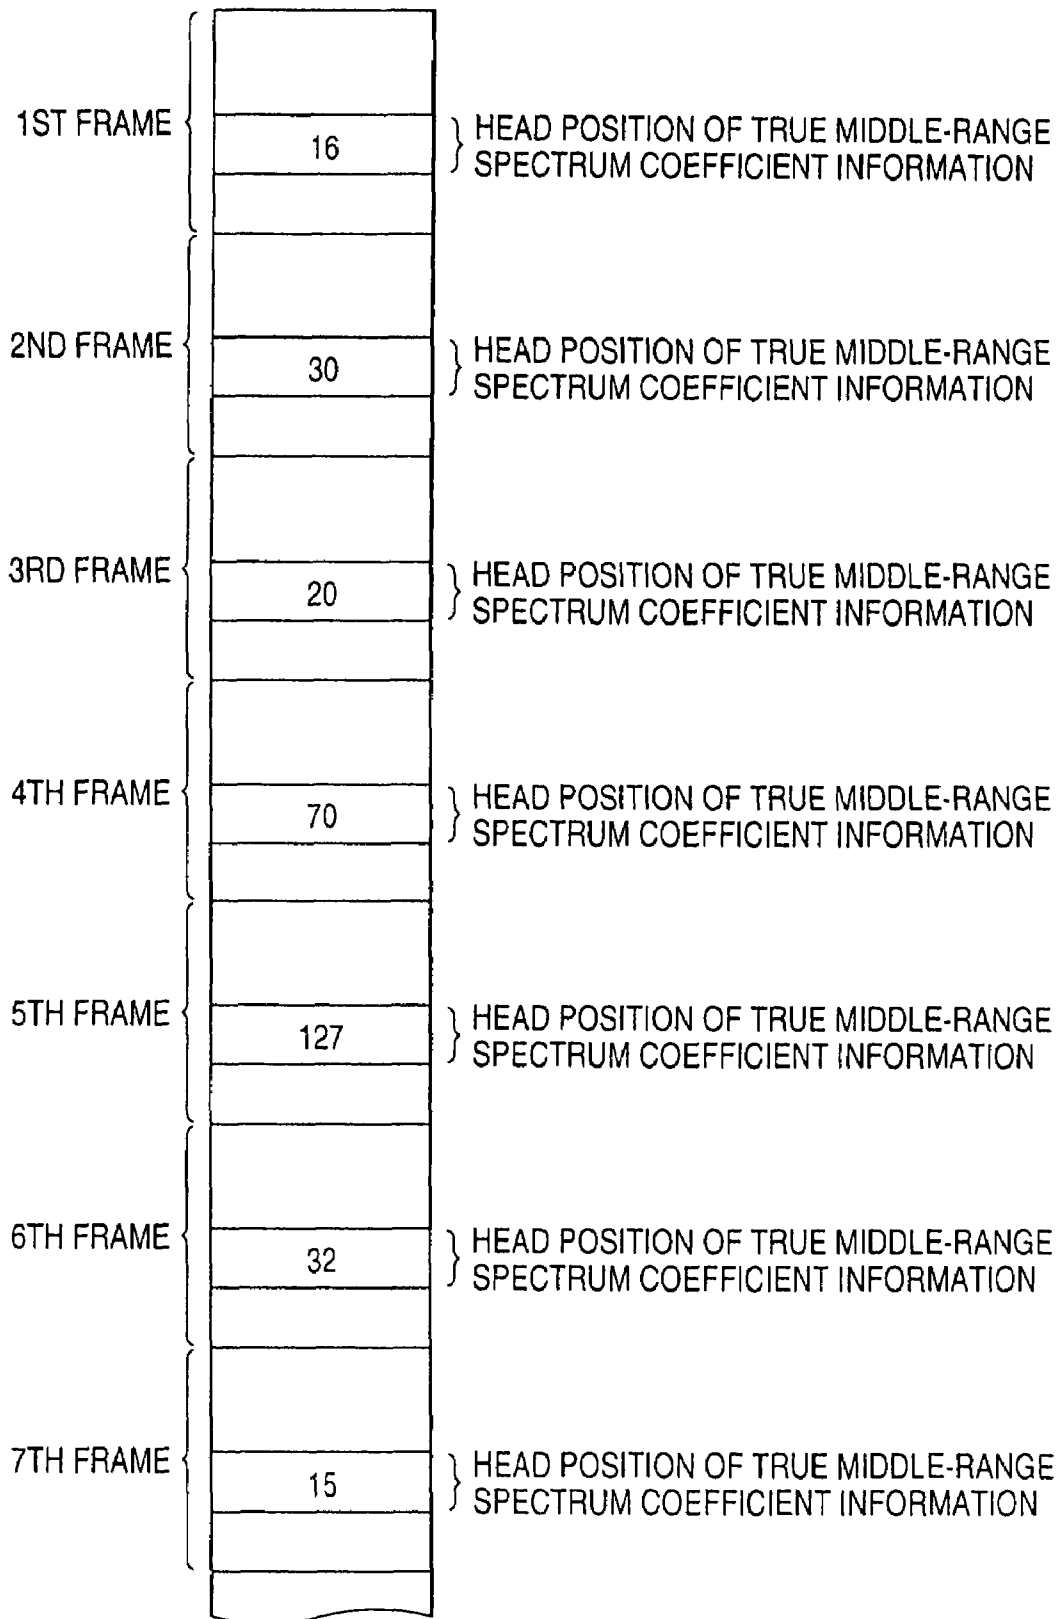 1ST FRAME
16
HEAD POSITION OF TRUE MIDDLE-RANGE
SPECTRUM COEFFICIENT INFORMATION
2ND FRAME
30
HEAD POSITION OF TRUE MIDDLE-RANGE
SPECTRUM COEFFICIENT INFORMATION
3RD FRAME
20
HEAD POSITION OF TRUE MIDDLE-RANGE
SPECTRUM COEFFICIENT INFORMATION
4TH FRAME
70
HEAD POSITION OF TRUE MIDDLE-RANGE
SPECTRUM COEFFICIENT INFORMATION
5TH FRAME
127
HEAD POSITION OF TRUE MIDDLE-RANGE
SPECTRUM COEFFICIENT INFORMATION
6TH FRAME
32
HEAD POSITION OF TRUE MIDDLE-RANGE
SPECTRUM COEFFICIENT INFORMATION
7TH FRAME
15
HEAD POSITION OF TRUE MIDDLE-RANGE
SPECTRUM COEFFICIENT INFORMATION